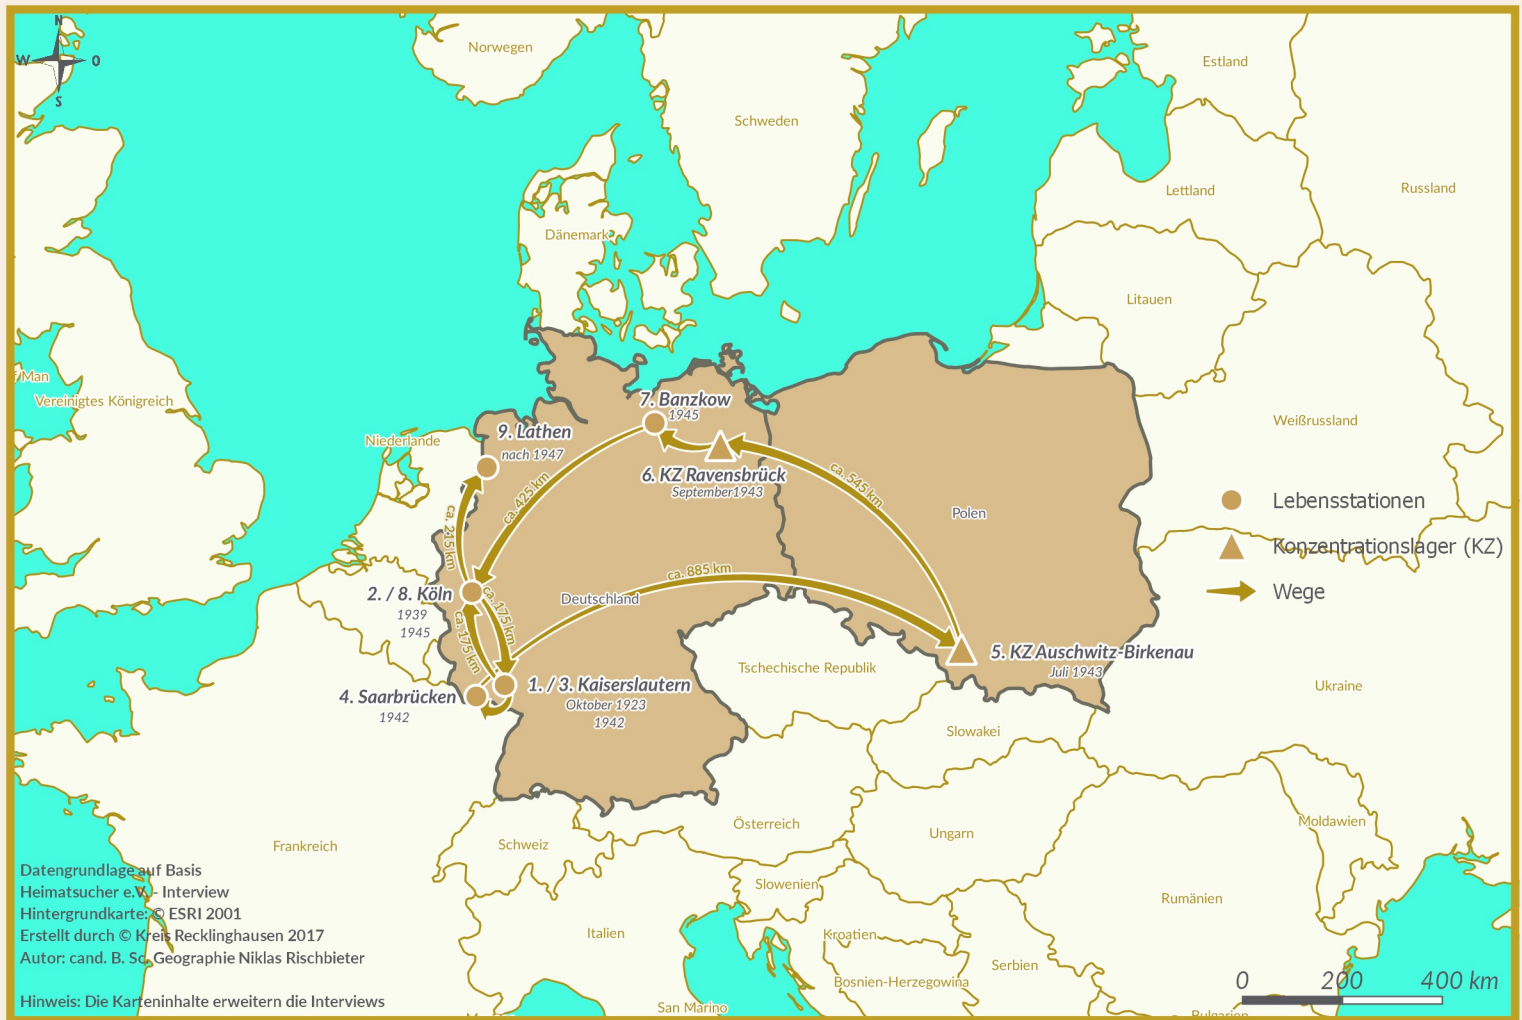 N
W O
S
Norwegen
Schweden
Estland
Lettland
Russland
Dänemark
Litauen
f Man
Vereinigtes Königreich
Weißrussland
Niederlande
7. Banzkow
1945
9. Lathen
nach 1947
6. KZ Ravensbrück
September1943
ca. 425 km
ca. 545 km
Polen
ca. 215 km
Lebensstationen
Konzentrationslager (KZ)
Wege
ca. 885 km
Deutschland
2. / 8. Köln
1939
1945
ca. 175 km
ca. 175 km
5. KZ Auschwitz-Birkenau
Juli 1943
Tschechische Republik
Ukraine
4. Saarbrücken
1942
1. / 3. Kaiserslautern
Oktober 1923
1942
Slowakei
Österreich
Ungarn
Moldawien
Frankreich
Schweiz
Slowenien
Rumänien
Italien
Kroatien
Serbien
Bosnien-Herzegowina
San Marino
Bulgarien
Datengrundlage auf Basis
Heimatsucher e.V. - Interview
Hintergrundkarte: © ESRI 2001
Erstellt durch © Kreis Recklinghausen 2017
Autor: cand. B. Sc. Geographie Niklas Rischbieter
Hinweis: Die Karteninhalte erweitern die Interviews
0 200 400 km